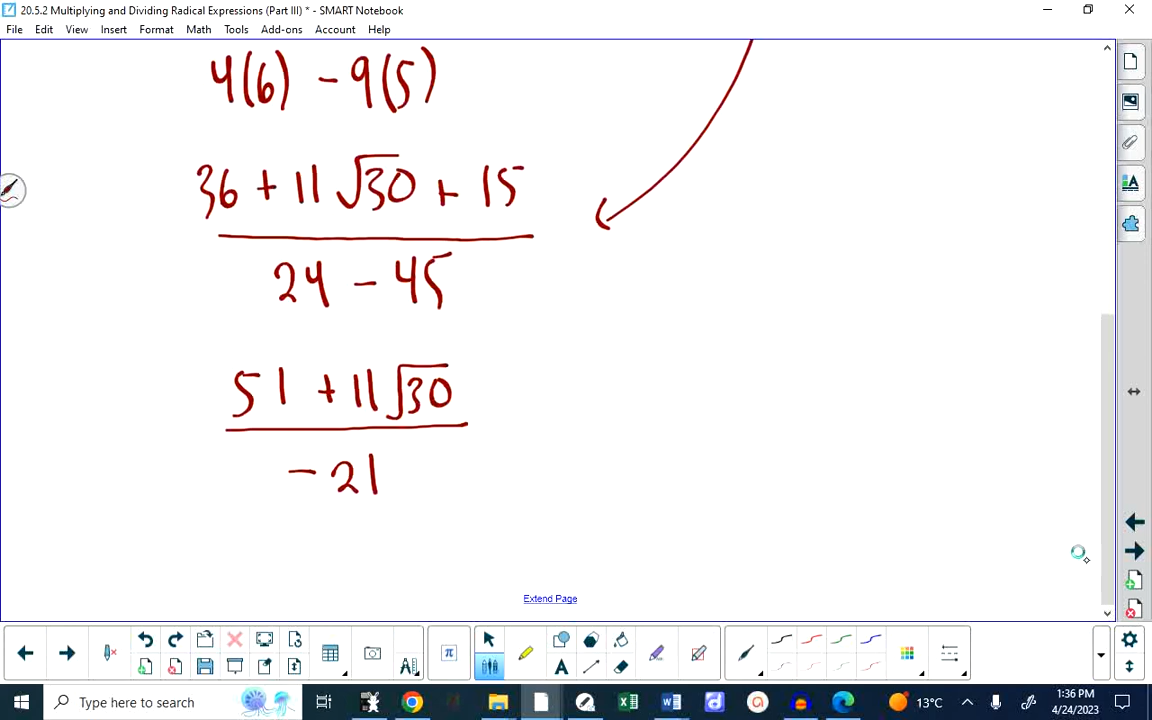 20.5.2 Multiplying and Dividing Radical Expressions (Part III) * - SMART Notebook
File Edit View Insert Format Math Tools Add-ons Account Help
4(6) - 9(5)
36 + 11√30 + 15
24 - 45
51 + 11√30
- 21
Extend Page
π
A
Type here to search
13°C
1:36 PM
4/24/2023